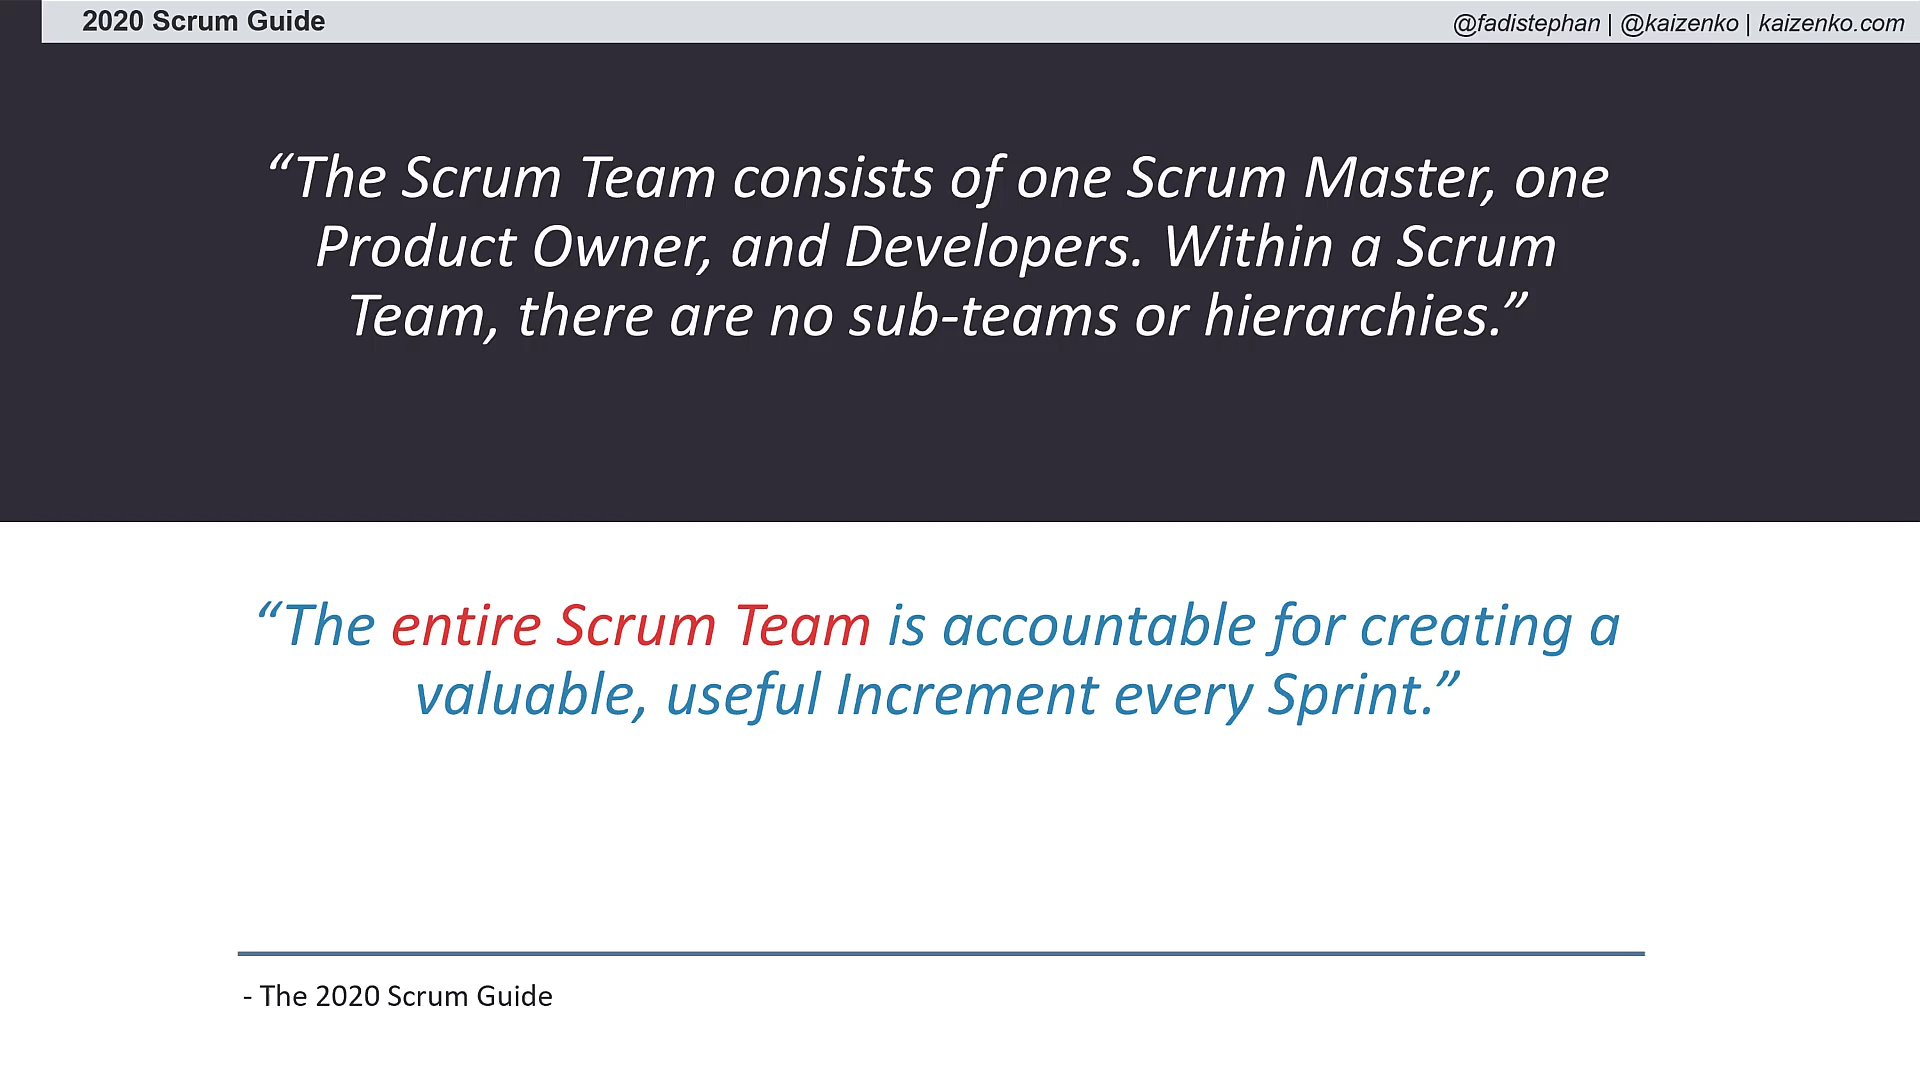 2020 Scrum Guide
@fadistephan | @kaizenko | kaizenko.com
“The Scrum Team consists of one Scrum Master, one
Product Owner, and Developers. Within a Scrum
Team, there are no sub-teams or hierarchies.”
“The entire Scrum Team is accountable for creating a
valuable, useful Increment every Sprint.”
- The 2020 Scrum Guide